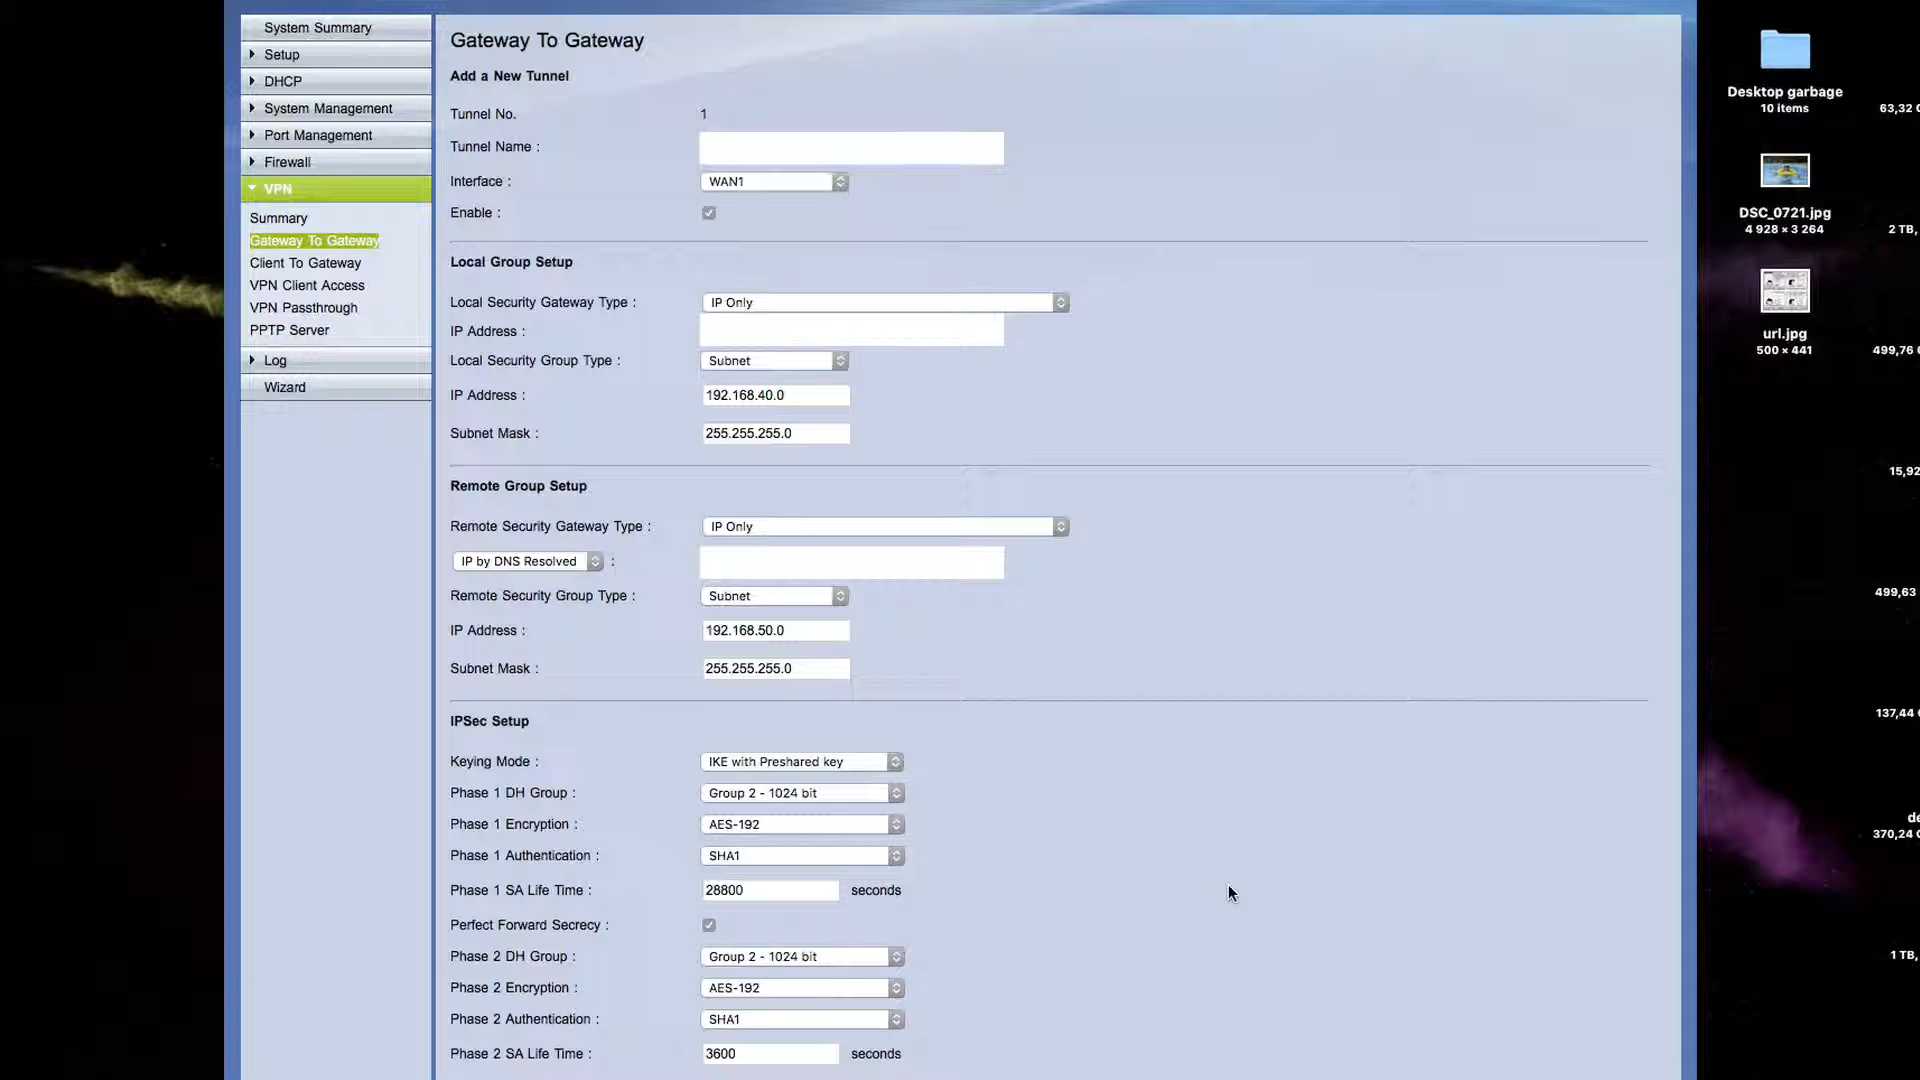 System Summary
Setup
DHCP
System Management
Port Management
Firewall
VPN
Summary
Gateway To Gateway
Client To Gateway
VPN Client Access
VPN Passthrough
PPTP Server
Log
Wizard
Gateway To Gateway
Add a New Tunnel
Tunnel No. 1
Tunnel Name :
Interface : WAN1
Enable :
Local Group Setup
Local Security Gateway Type : IP Only
IP Address :
Local Security Group Type : Subnet
IP Address : 192.168.40.0
Subnet Mask : 255.255.255.0
Remote Group Setup
Remote Security Gateway Type : IP Only
IP by DNS Resolved :
Remote Security Group Type : Subnet
IP Address : 192.168.50.0
Subnet Mask : 255.255.255.0
IPSec Setup
Keying Mode : IKE with Preshared key
Phase 1 DH Group : Group 2 - 1024 bit
Phase 1 Encryption : AES-192
Phase 1 Authentication : SHA1
Phase 1 SA Life Time : 28800 seconds
Perfect Forward Secrecy :
Phase 2 DH Group : Group 2 - 1024 bit
Phase 2 Encryption : AES-192
Phase 2 Authentication : SHA1
Phase 2 SA Life Time : 3600 seconds
Desktop garbage
10 items
DSC_0721.jpg
4 928 × 3 264
url.jpg
500 × 441
63,32
2 TB,
499,76
15,92
499,63
137,44
de
370,24
1 TB,